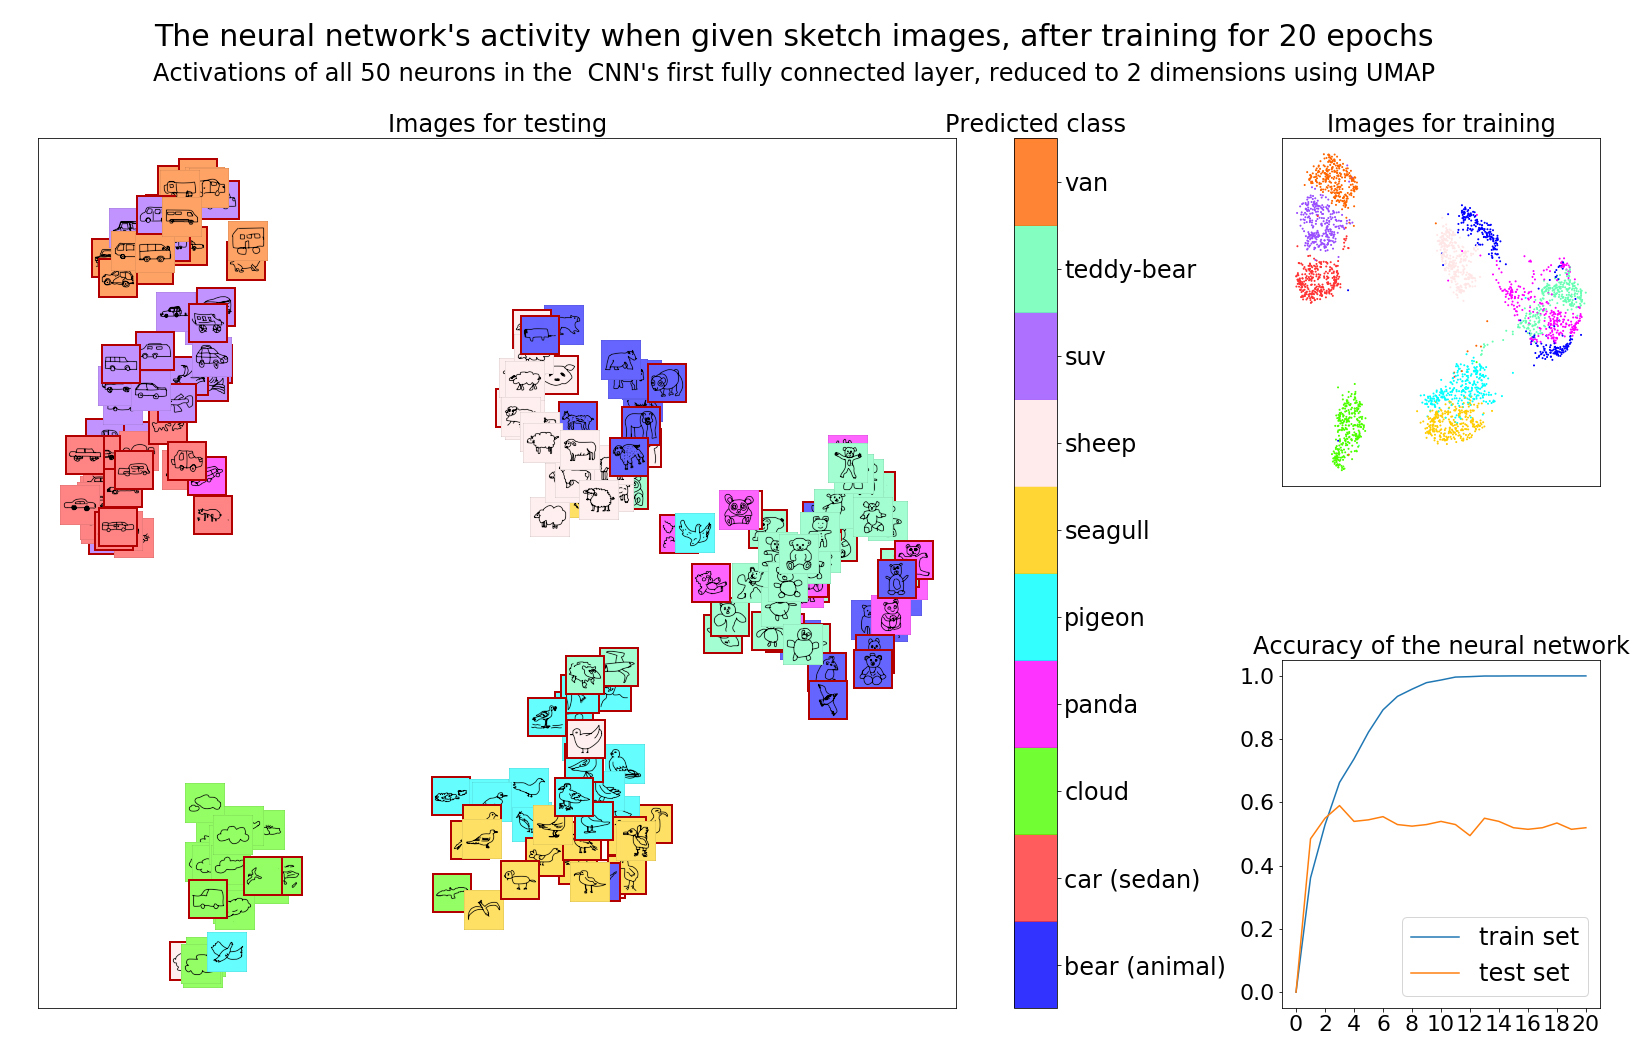 The neural network's activity when given sketch images, after training for 20 epochs
Activations of all 50 neurons in the  CNN's first fully connected layer, reduced to 2 dimensions using UMAP
Images for testing
Predicted class
van
teddy-bear
suv
sheep
seagull
pigeon
panda
cloud
car (sedan)
bear (animal)
Images for training
Accuracy of the neural network
1.0
0.8
0.6
0.4
0.2
0.0
train set
test set
0 2 4 6 8 10 12 14 16 18 20